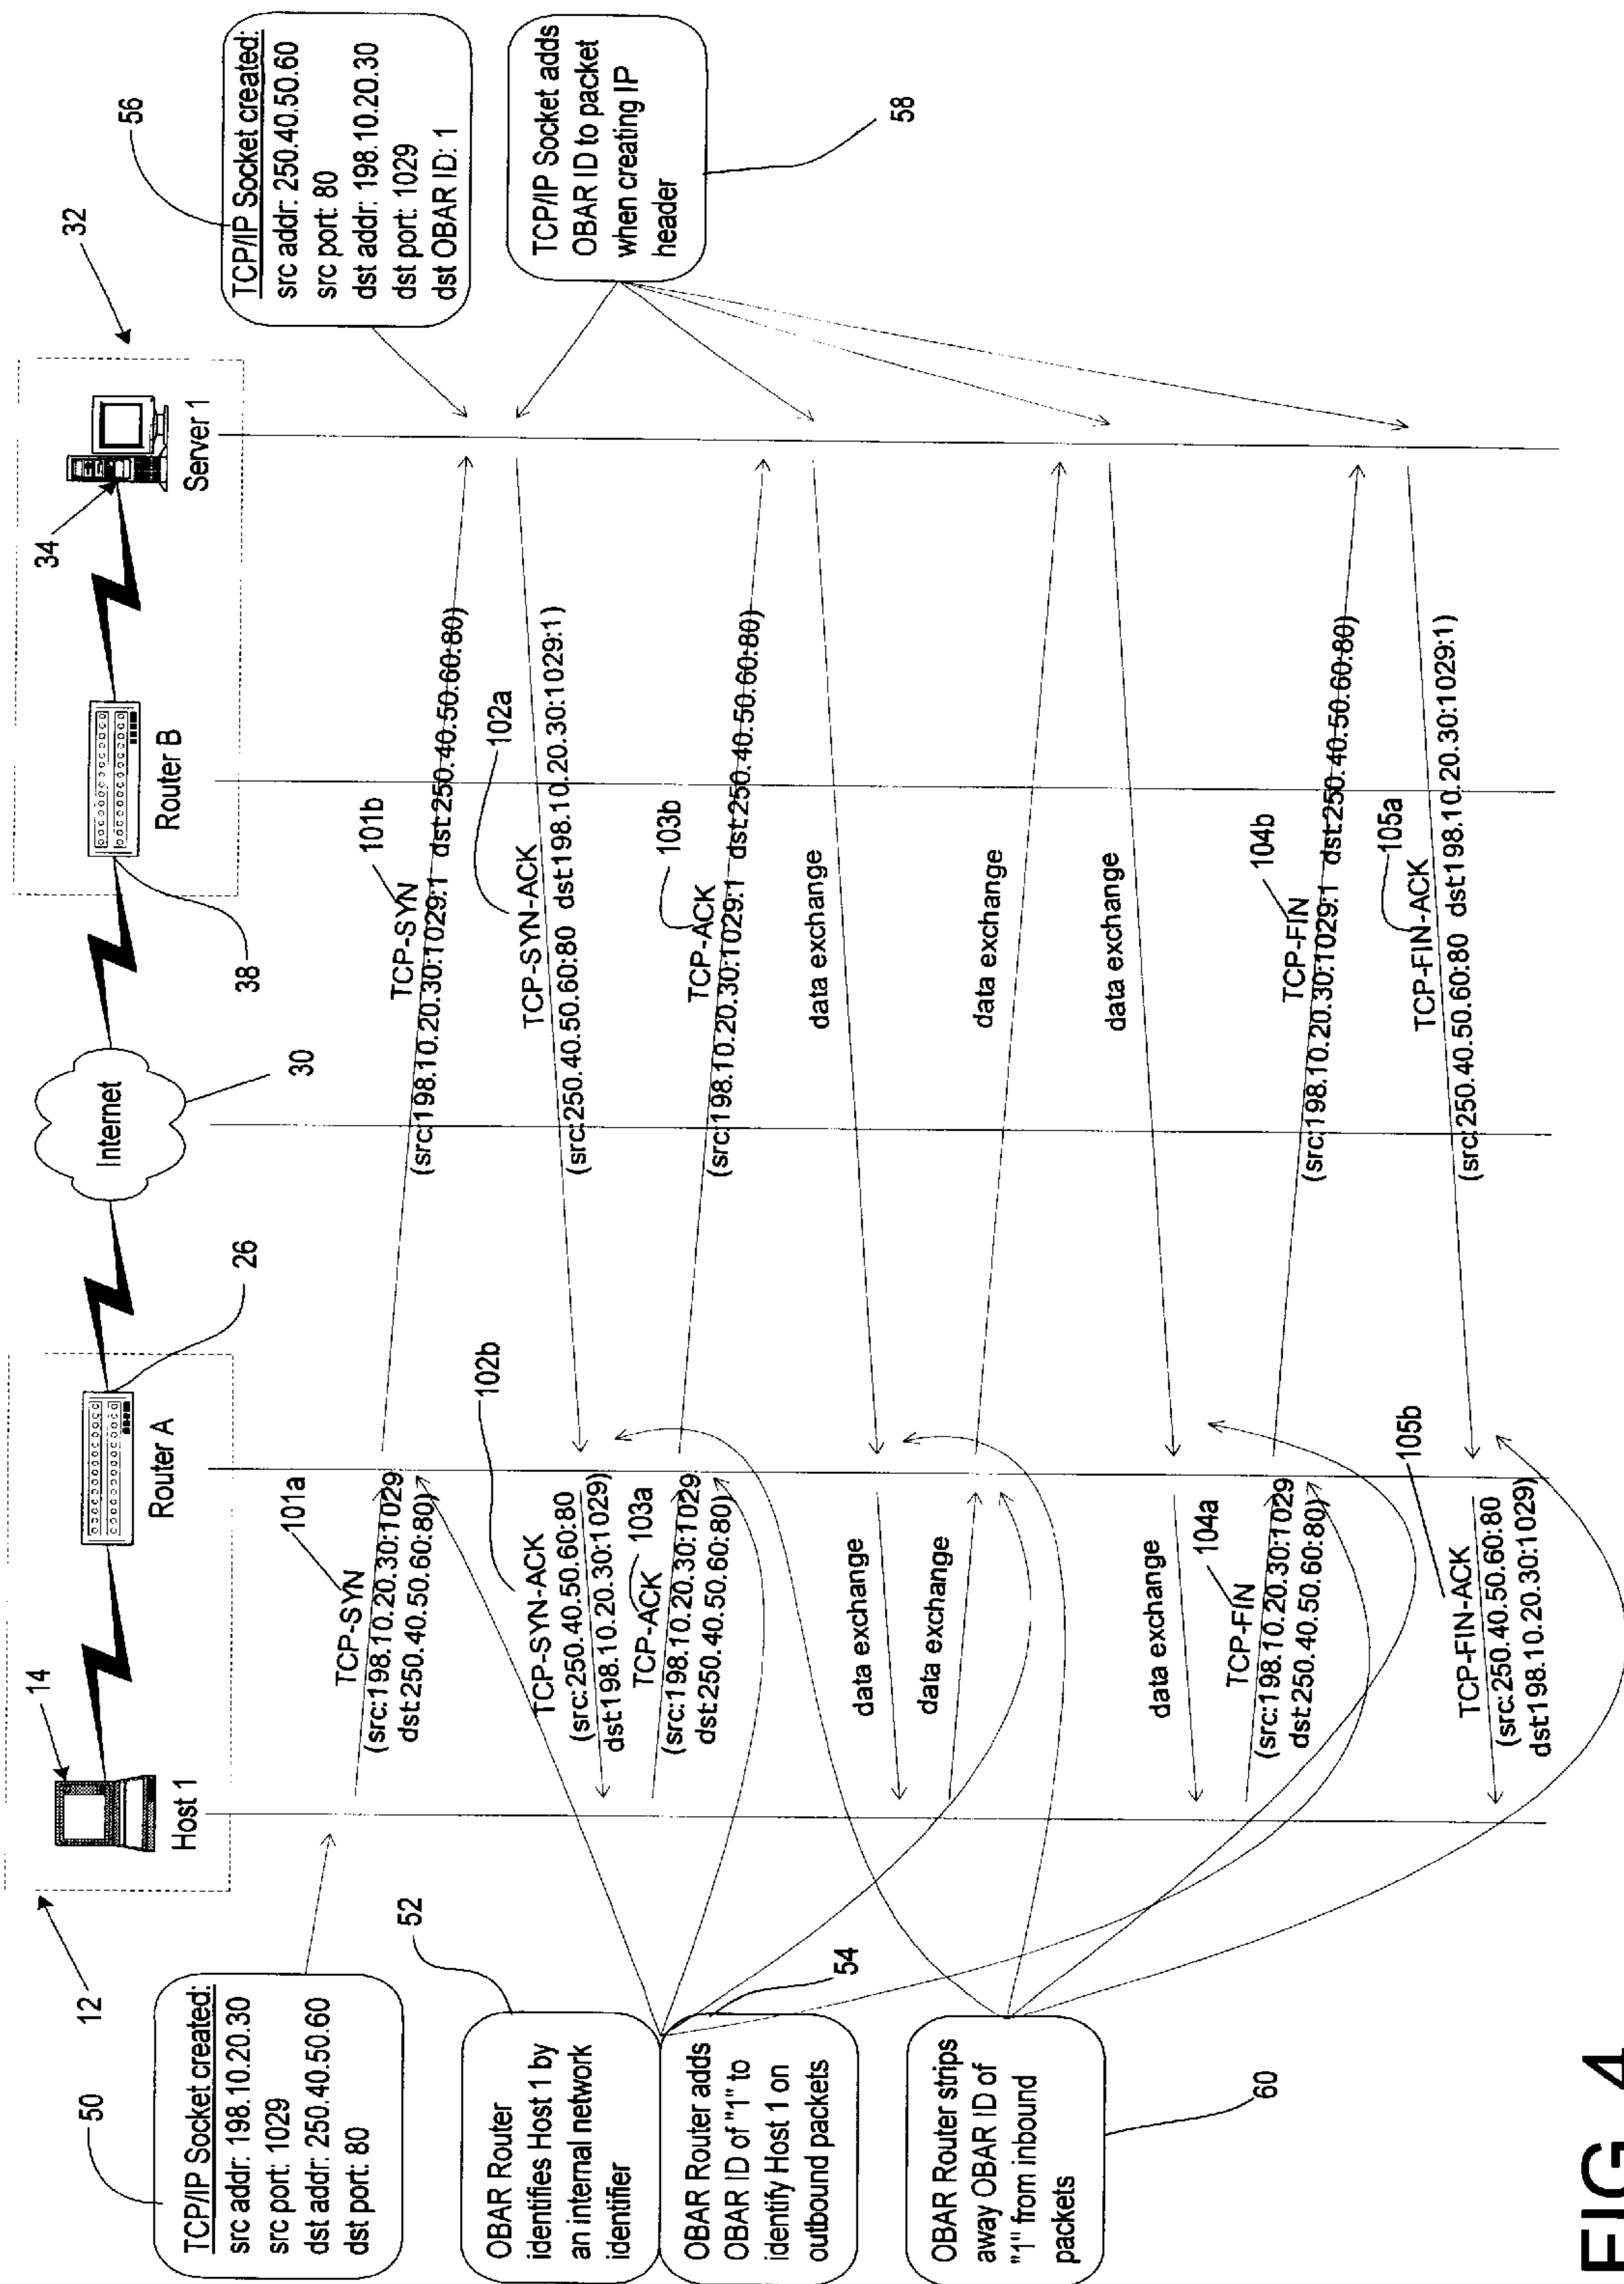 14
12
Host 1
26
Router A
Internet
30
38
Router B
34
Server 1
32
50
TCP/IP Socket created:
src addr: 198.10.20.30
src port: 1029
dst addr: 250.40.50.60
dst port: 80
52
OBAR Router
identifies Host 1 by
an internal network
identifier
54
OBAR Router adds
OBAR ID of "1" to
identify Host 1 on
outbound packets
OBAR Router strips
away OBAR ID of
"1" from inbound
packets
60
56
TCP/IP Socket created:
src addr: 250.40.50.60
src port: 80
dst addr: 198.10.20.30
dst port: 1029
dst OBAR ID: 1
TCP/IP Socket adds
OBAR ID to packet
when creating IP
header
58
101a
TCP-SYN
(src:198.10.20.30:1029
dst:250.40.50.60:80)
101b
TCP-SYN
(src:198.10.20.30:1029:1 dst:250.40.50.60:80)
102a
TCP-SYN-ACK
(src:250.40.50.60:80 dst:198.10.20.30:1029:1)
102b
TCP-SYN-ACK
(src:250.40.50.60:80
dst:198.10.20.30:1029)
103a
TCP-ACK
(src:198.10.20.30:1029
dst:250.40.50.60:80)
103b
TCP-ACK
(src:198.10.20.30:1029:1 dst:250.40.50.60:80)
data exchange
data exchange
data exchange
data exchange
data exchange
data exchange
104a
TCP-FIN
(src:198.10.20.30:1029
dst:250.40.50.60:80)
104b
TCP-FIN
(src:198.10.20.30:1029:1 dst:250.40.50.60:80)
105a
TCP-FIN-ACK
(src:250.40.50.60:80 dst:198.10.20.30:1029:1)
105b
TCP-FIN-ACK
(src:250.40.50.60:80
dst:198.10.20.30:1029)
FIG 4